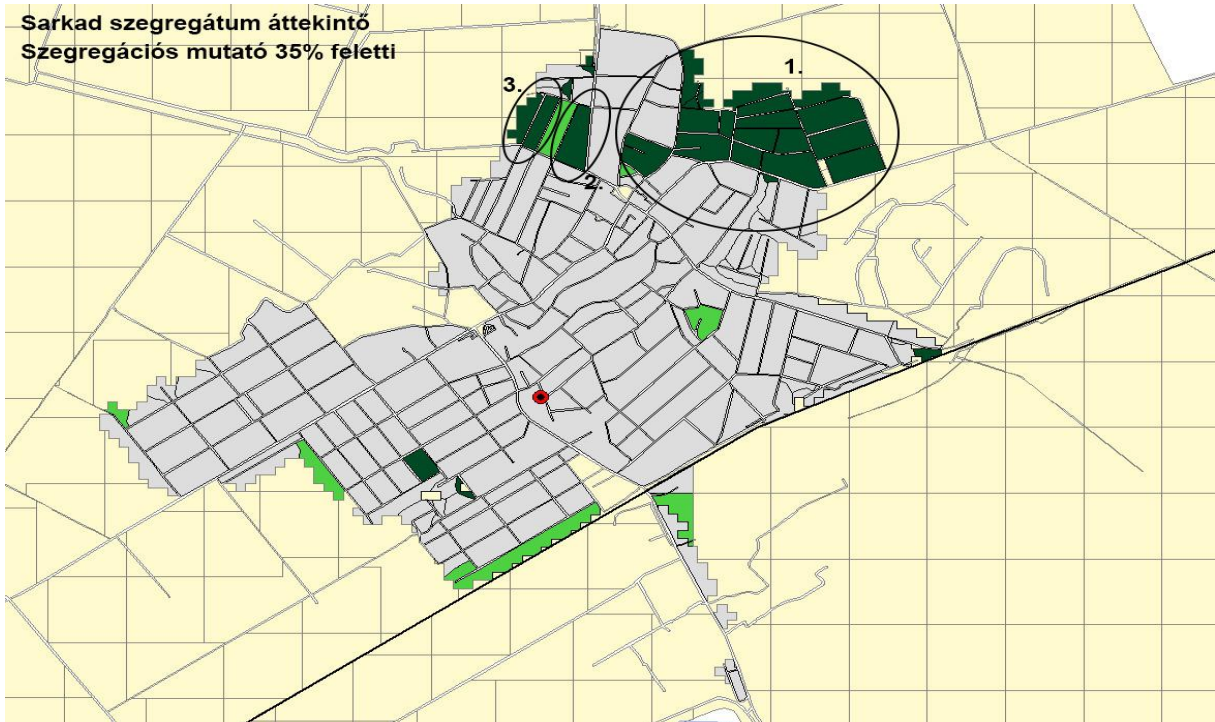 Sarkad szegregátum áttekintő
Szegregációs mutató 35% feletti
1.
3.
2.